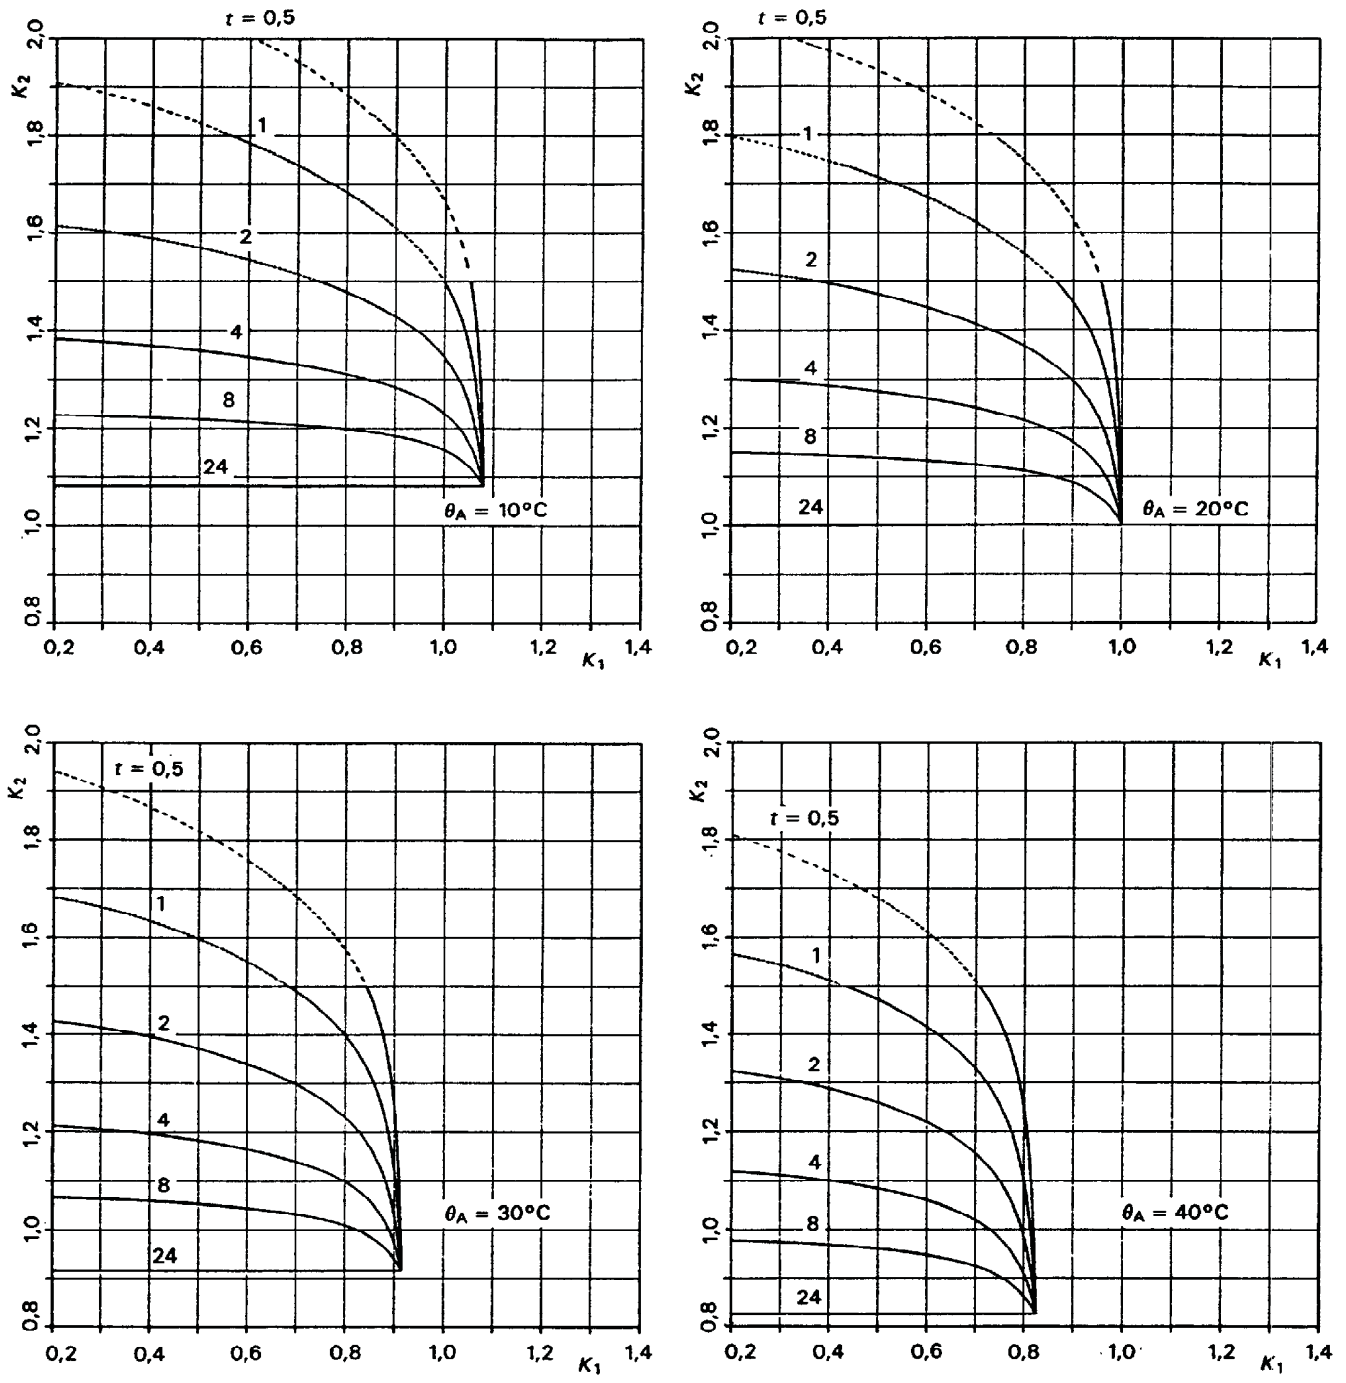 t = 0,5
2,0
K2
1,8
1
1,6
2
1,4
4
8
1,2
24
θA = 10°C
1,0
0,8
0,2 0,4 0,6 0,8 1,0 1,2 1,4
K1
t = 0,5
2,0
K2
1,8
1
1,6
2
1,4
4
1,2
8
24
θA = 20°C
1,0
0,8
0,2 0,4 0,6 0,8 1,0 1,2 1,4
K1
2,0
t = 0,5
K2
1,8
1
1,6
1,4
2
4
1,2
8
θA = 30°C
1,0
24
0,8
0,2 0,4 0,6 0,8 1,0 1,2 1,4
K1
2,0
K2
t = 0,5
1,8
1
1,6
1,4
2
1,2
4
8
θA = 40°C
1,0
24
0,8
0,2 0,4 0,6 0,8 1,0 1,2 1,4
K1